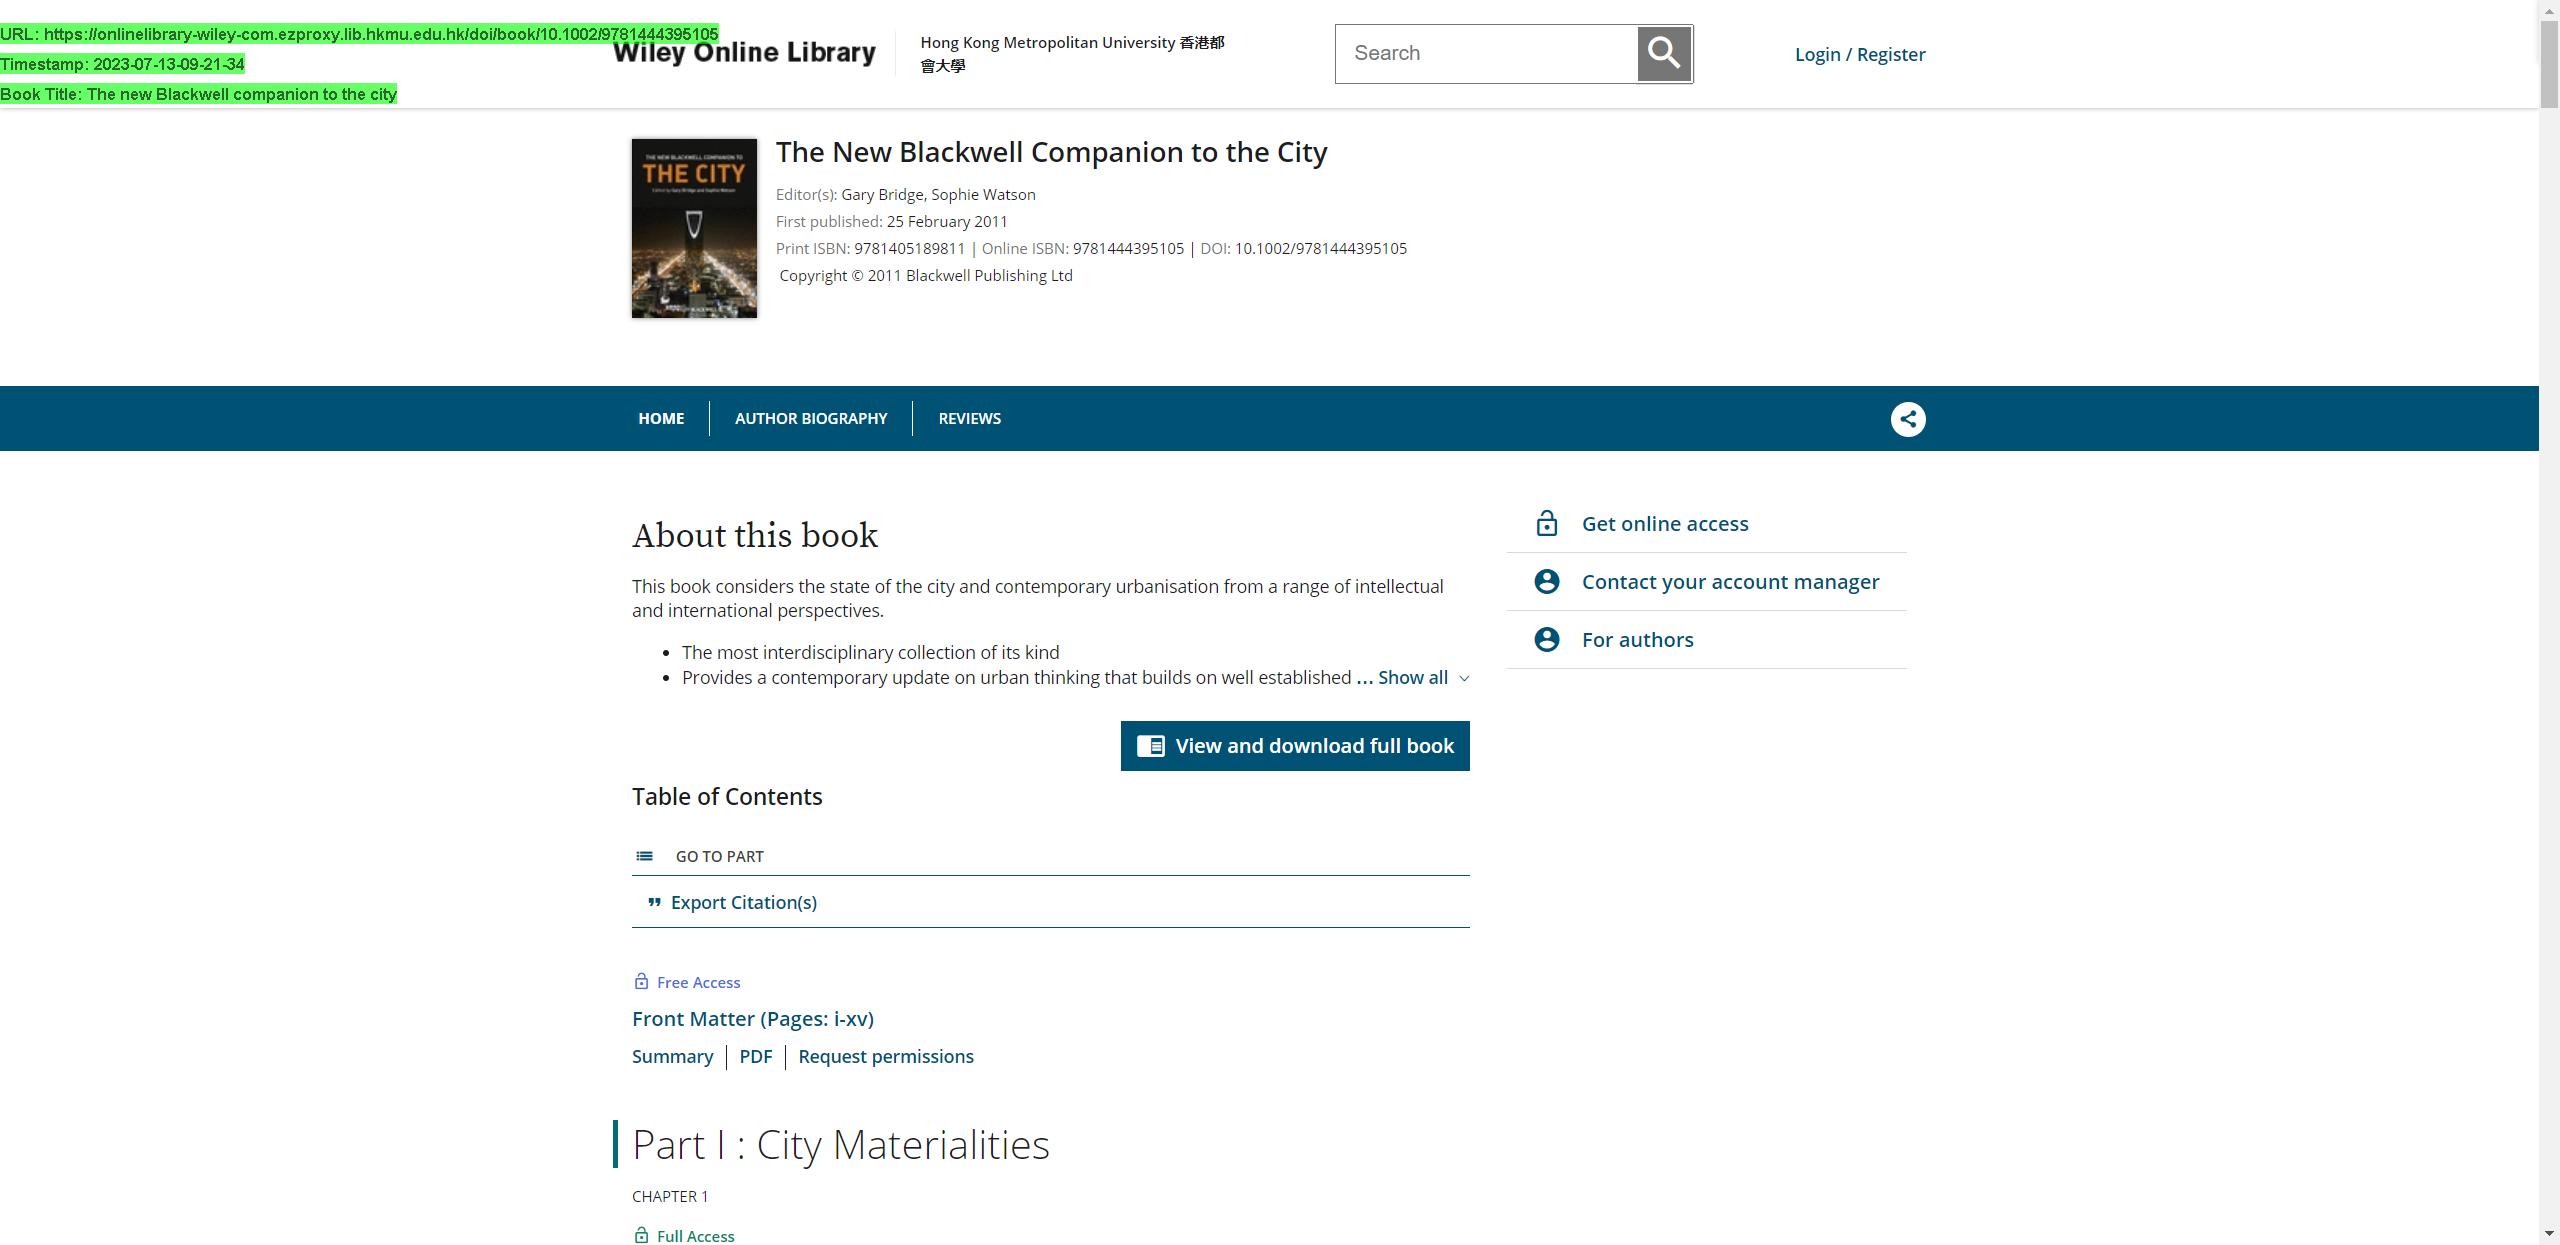 URL: https://onlinelibrary-wiley-com.ezproxy.lib.hkmu.edu.hk/doi/book/10.1002/9781444395105
Timestamp: 2023-07-13-09-21-34
Book Title: The new Blackwell companion to the city
Wiley Online Library
Hong Kong Metropolitan University 香港都
會大學
Search
Login / Register
THE NEW BLACKWELL COMPANION TO
THE CITY
Edited by Gary Bridge and Sophie Watson
The New Blackwell Companion to the City
Editor(s): Gary Bridge, Sophie Watson
First published: 25 February 2011
Print ISBN: 9781405189811 | Online ISBN: 9781444395105 | DOI: 10.1002/9781444395105
Copyright © 2011 Blackwell Publishing Ltd
HOME
AUTHOR BIOGRAPHY
REVIEWS
About this book
This book considers the state of the city and contemporary urbanisation from a range of intellectual
and international perspectives.
• The most interdisciplinary collection of its kind
• Provides a contemporary update on urban thinking that builds on well established ... Show all
Get online access
Contact your account manager
For authors
View and download full book
Table of Contents
GO TO PART
Export Citation(s)
Free Access
Front Matter (Pages: i-xv)
Summary | PDF | Request permissions
Part I : City Materialities
CHAPTER 1
Full Access